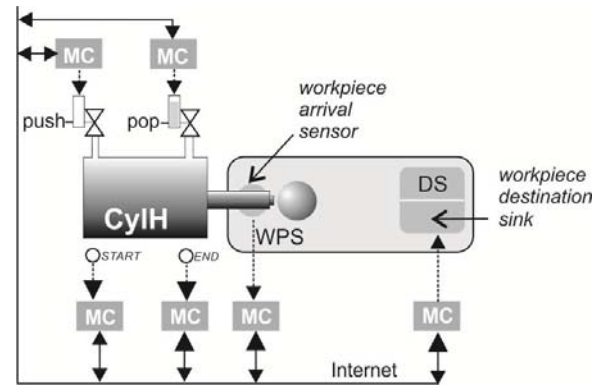 MC
MC
workpiece
arrival
sensor
push
pop
DS
workpiece
destination
sink
CylH
WPS
START
END
MC
MC
MC
MC
Internet